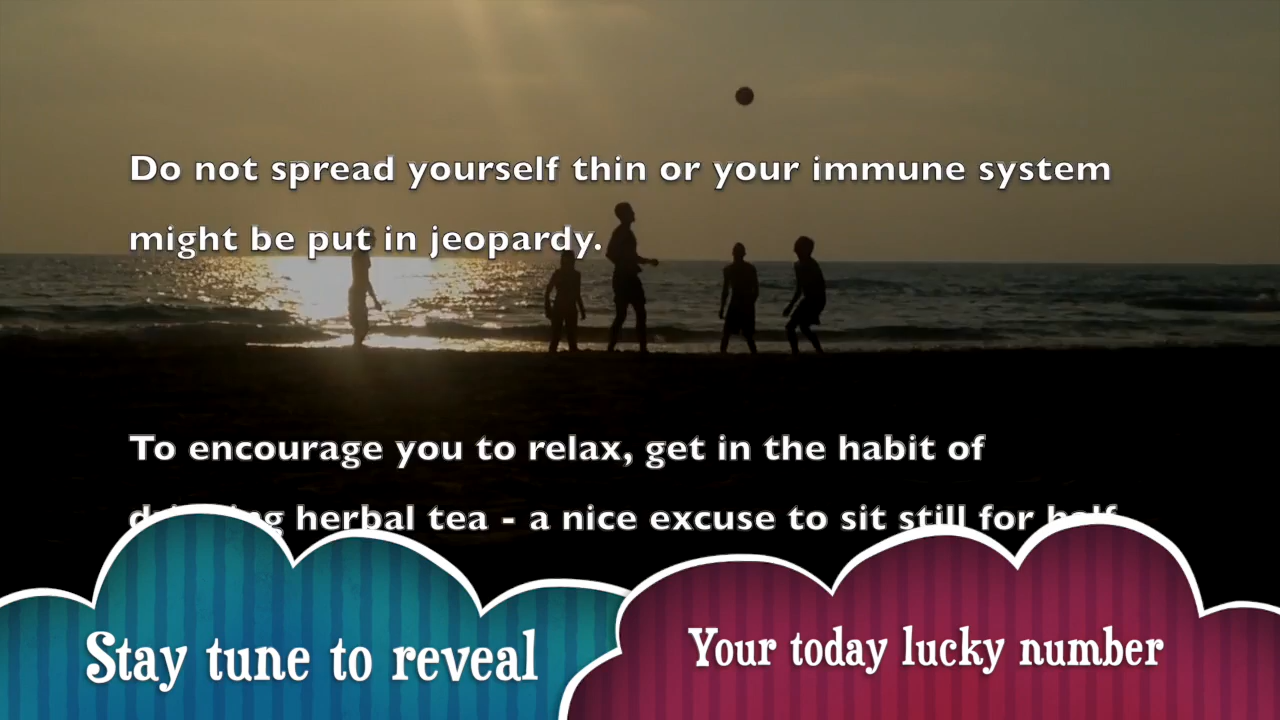 Do not spread yourself thin or your immune system
might be put in jeopardy.
To encourage you to relax, get in the habit of
herbal tea - a nice excuse to sit still for half
Stay tune to reveal
Your today lucky number